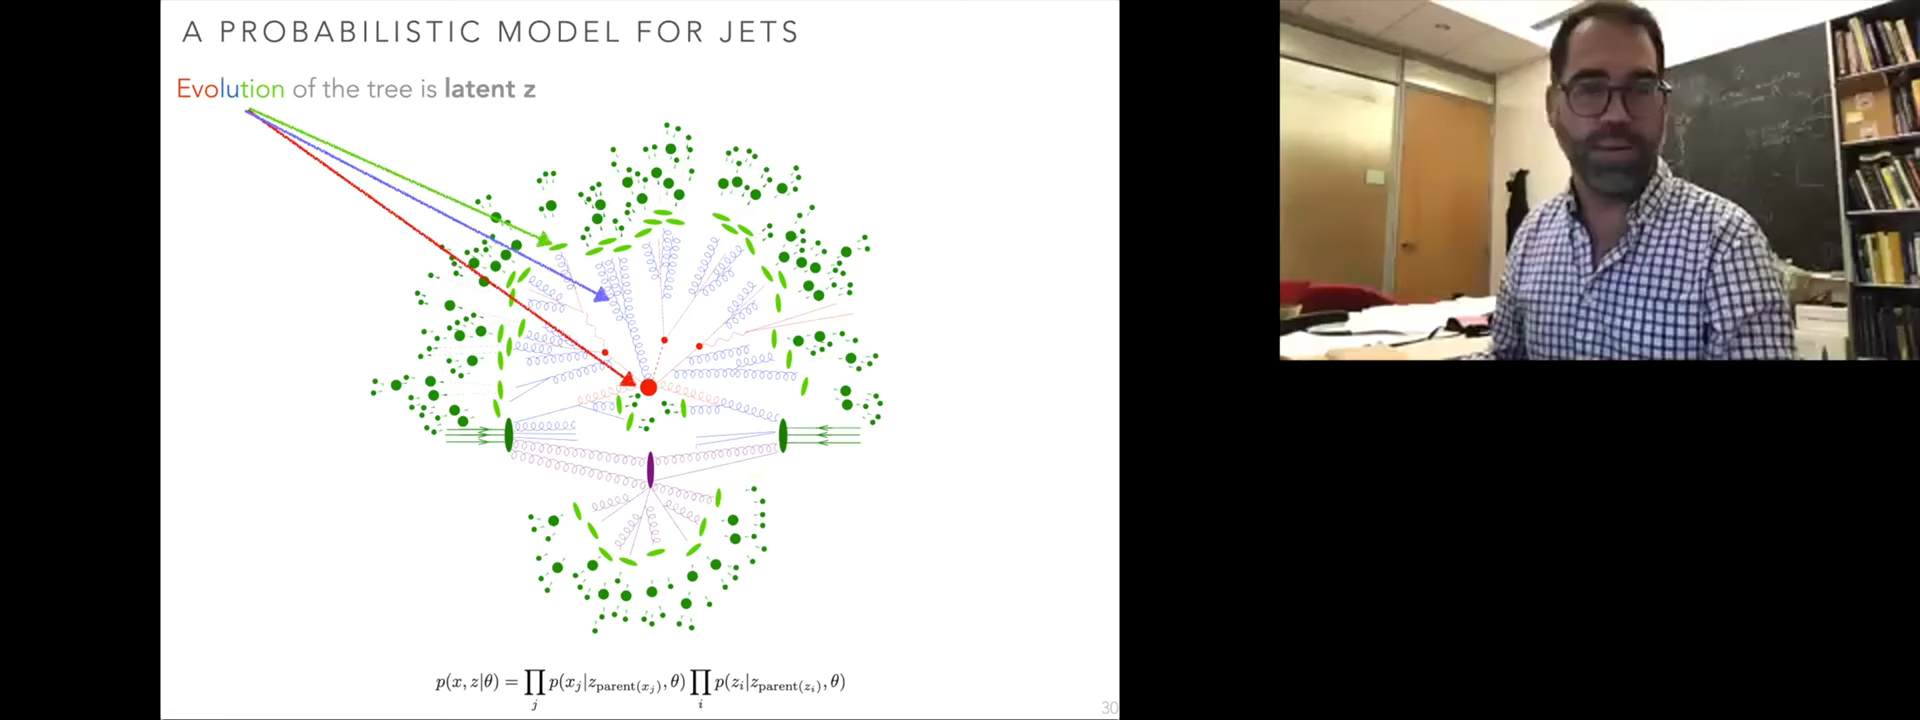 A PROBABILISTIC MODEL FOR JETS
Evolution of the tree is latent z
p(x, z|θ) = ∏_j p(x_j|z_parent(x_j), θ) ∏_i p(z_i|z_parent(z_i), θ)
30